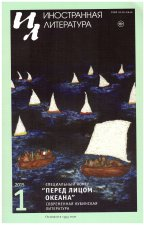 ИЛ
ИНОСТРАННАЯ
ЛИТЕРАТУРА
2015
1
СПЕЦИАЛЬНЫЙ НОМЕР
"ПЕРЕД ЛИЦОМ
ОКЕАНА"
СОВРЕМЕННАЯ КУБИНСКАЯ
ЛИТЕРАТУРА